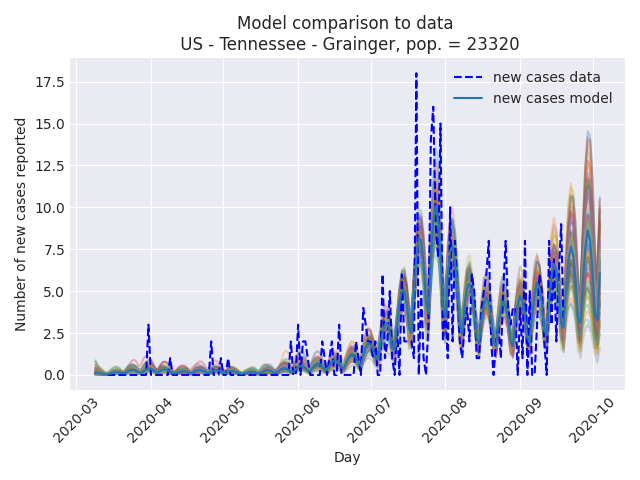 Model comparison to data
US - Tennessee - Grainger, pop. = 23320
new cases data
new cases model
Number of new cases reported
17.5
15.0
12.5
10.0
7.5
5.0
2.5
0.0
2020-03
2020-04
2020-05
2020-06
2020-07
2020-08
2020-09
2020-10
Day